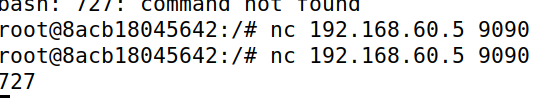 bash: 727: command not found
root@8acb18045642:/# nc 192.168.60.5 9090
root@8acb18045642:/# nc 192.168.60.5 9090
727